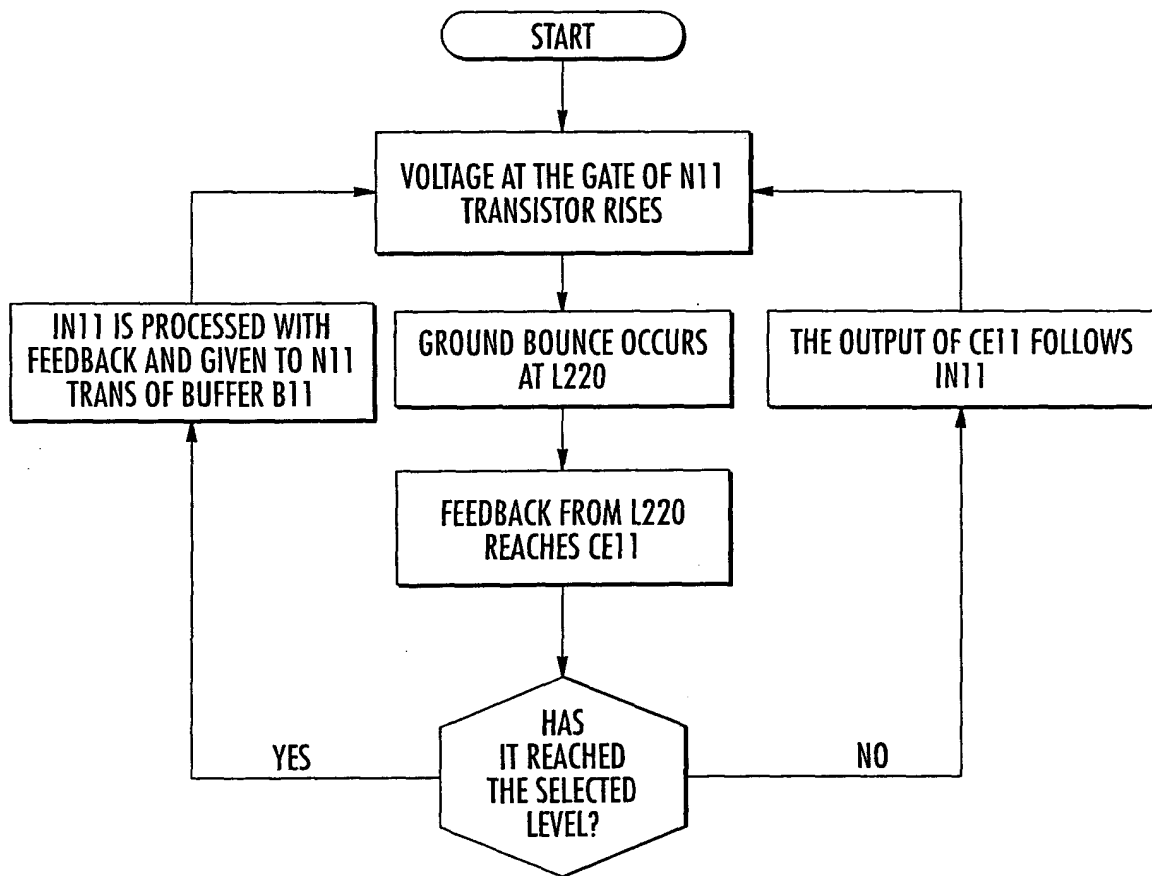 START
VOLTAGE AT THE GATE OF N11
TRANSISTOR RISES
IN11 IS PROCESSED WITH
FEEDBACK AND GIVEN TO N11
TRANS OF BUFFER B11
GROUND BOUNCE OCCURS
AT L220
THE OUTPUT OF CE11 FOLLOWS
IN11
FEEDBACK FROM L220
REACHES CE11
HAS
IT REACHED
THE SELECTED
LEVEL?
YES
NO